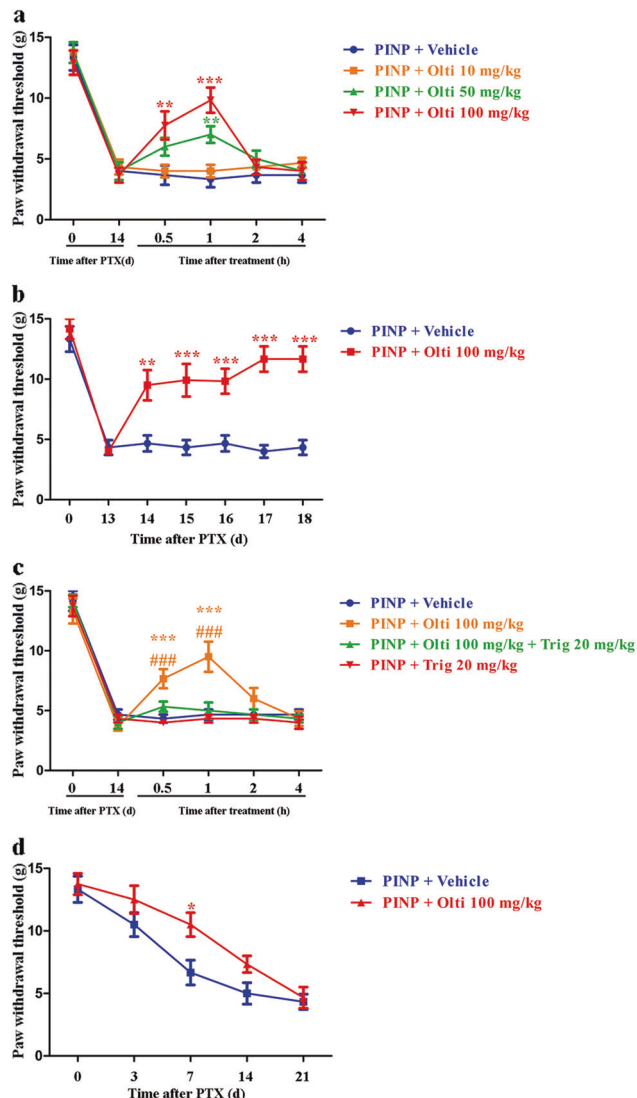 a
Paw withdrawal threshold (g)
15
10
5
0
**
***
**
0
14
0.5
1
2
4
Time after PTX(d)
Time after treatment (h)
PINP + Vehicle
PINP + Olti 10 mg/kg
PINP + Olti 50 mg/kg
PINP + Olti 100 mg/kg
b
Paw withdrawal threshold (g)
15
10
5
0
**
***
***
***
***
0
13
14
15
16
17
18
Time after PTX (d)
PINP + Vehicle
PINP + Olti 100 mg/kg
c
Paw withdrawal threshold (g)
15
10
5
0
***
###
***
###
0
14
0.5
1
2
4
Time after PTX (d)
Time after treatment (h)
PINP + Vehicle
PINP + Olti 100 mg/kg
PINP + Olti 100 mg/kg + Trig 20 mg/kg
PINP + Trig 20 mg/kg
d
Paw withdrawal threshold (g)
15
10
5
0
*
0
3
7
14
21
Time after PTX (d)
PINP + Vehicle
PINP + Olti 100 mg/kg